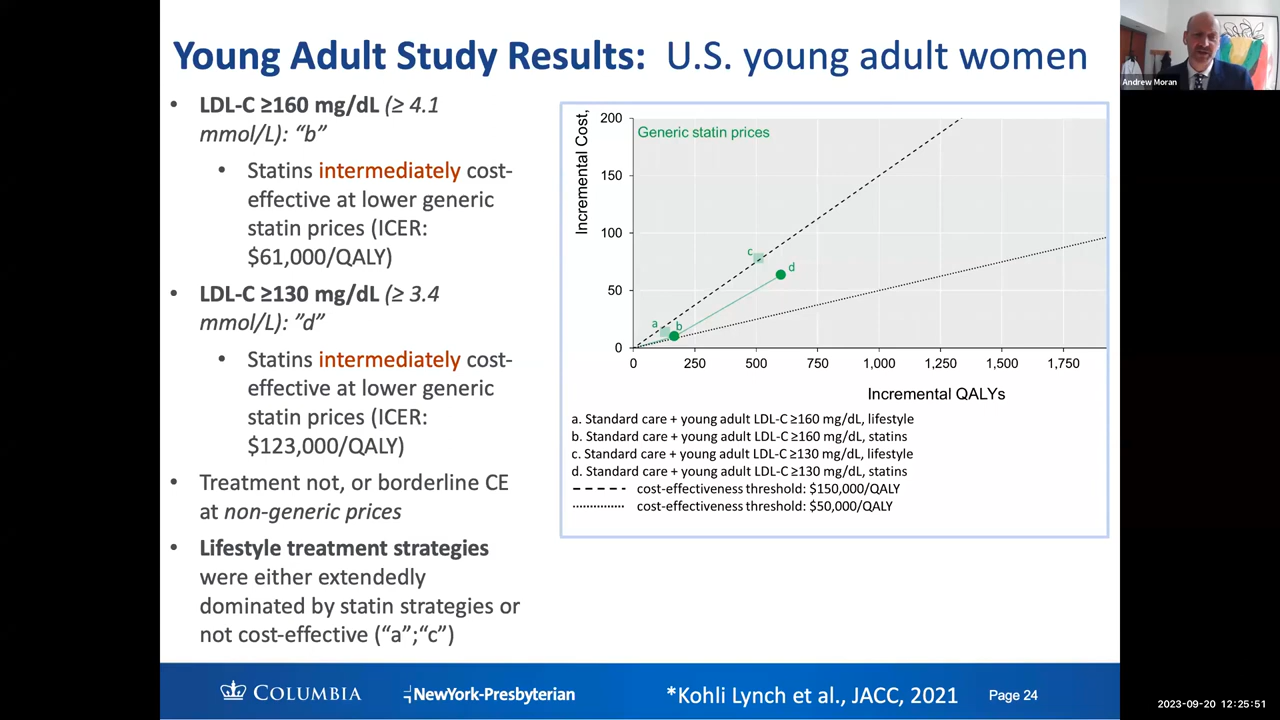 Young Adult Study Results: U.S. young adult women
• LDL-C ≥160 mg/dL (≥ 4.1
mmol/L): “b”
• Statins intermediately cost-
effective at lower generic
statin prices (ICER:
$61,000/QALY)
• LDL-C ≥130 mg/dL (≥ 3.4
mmol/L): ”d”
• Statins intermediately cost-
effective at lower generic
statin prices (ICER:
$123,000/QALY)
• Treatment not, or borderline CE
at non-generic prices
• Lifestyle treatment strategies
were either extendedly
dominated by statin strategies or
not cost-effective (“a”;“c”)
Incremental Cost,
200
150
100
50
0
Generic statin prices
a
b
c
d
0 250 500 750 1,000 1,250 1,500 1,750
Incremental QALYs
a. Standard care + young adult LDL-C ≥160 mg/dL, lifestyle
b. Standard care + young adult LDL-C ≥160 mg/dL, statins
c. Standard care + young adult LDL-C ≥130 mg/dL, lifestyle
d. Standard care + young adult LDL-C ≥130 mg/dL, statins
cost-effectiveness threshold: $150,000/QALY
cost-effectiveness threshold: $50,000/QALY
COLUMBIA
NewYork-Presbyterian
*Kohli Lynch et al., JACC, 2021
Page 24
Andrew Moran
2023-09-20 12:25:51